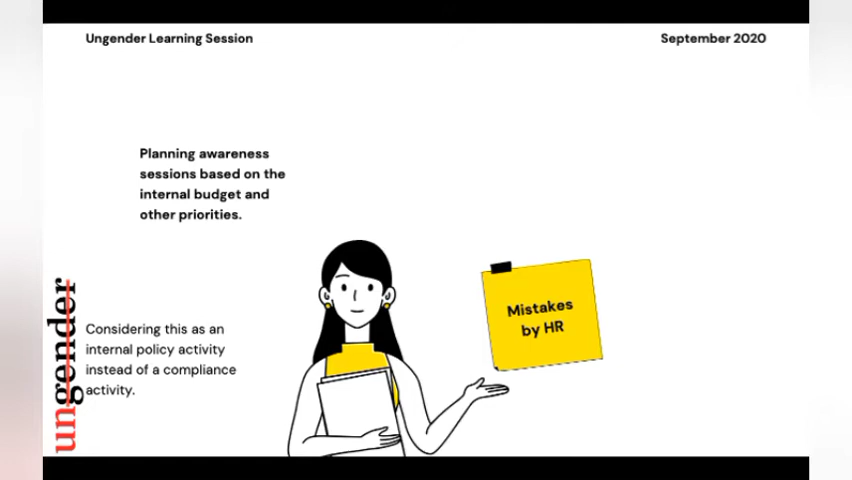 Ungender Learning Session
September 2020
Planning awareness
sessions based on the
internal budget and
other priorities.
Mistakes
by HR
Considering this as an
internal policy activity
instead of a compliance
activity.
ungender